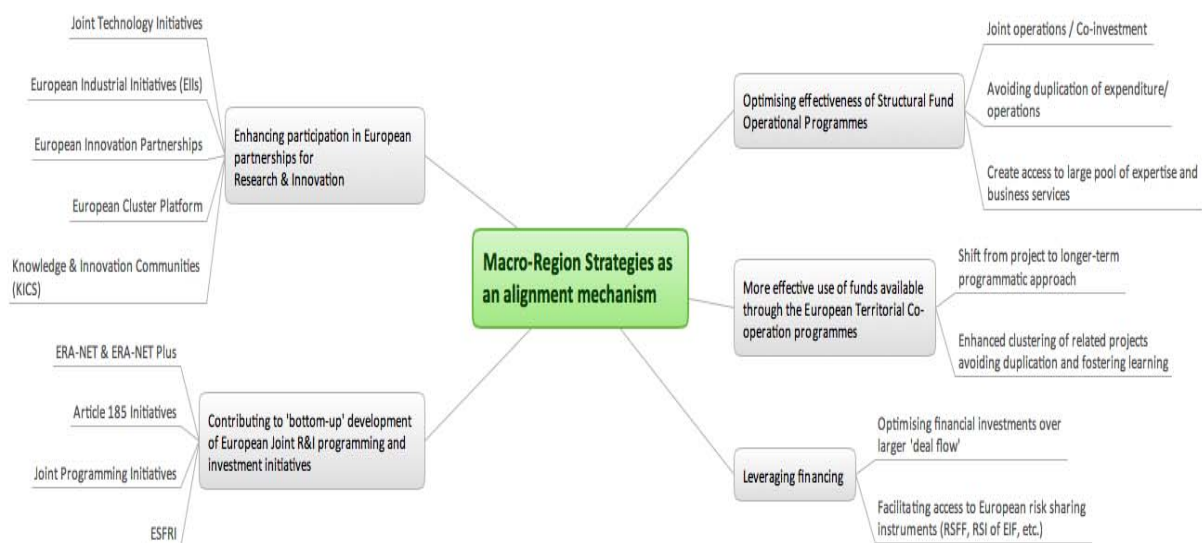 Joint Technology Initiatives
European Industrial Initiatives (EIIs)
European Innovation Partnerships
European Cluster Platform
Knowledge & Innovation Communities
(KICS)
Enhancing participation in European
partnerships for
Research & Innovation
ERA-NET & ERA-NET Plus
Article 185 Initiatives
Joint Programming Initiatives
ESFRI
Contributing to 'bottom-up' development
of European Joint R&I programming and
investment initiatives
Macro-Region Strategies as
an alignment mechanism
Optimising effectiveness of Structural Fund
Operational Programmes
Joint operations / Co-investment
Avoiding duplication of expenditure/
operations
Create access to large pool of expertise and
business services
More effective use of funds available
through the European Territorial Co-
operation programmes
Shift from project to longer-term
programmatic approach
Enhanced clustering of related projects
avoiding duplication and fostering learning
Leveraging financing
Optimising financial investments over
larger 'deal flow'
Facilitating access to European risk sharing
instruments (RSFF, RSI of EIF, etc.)